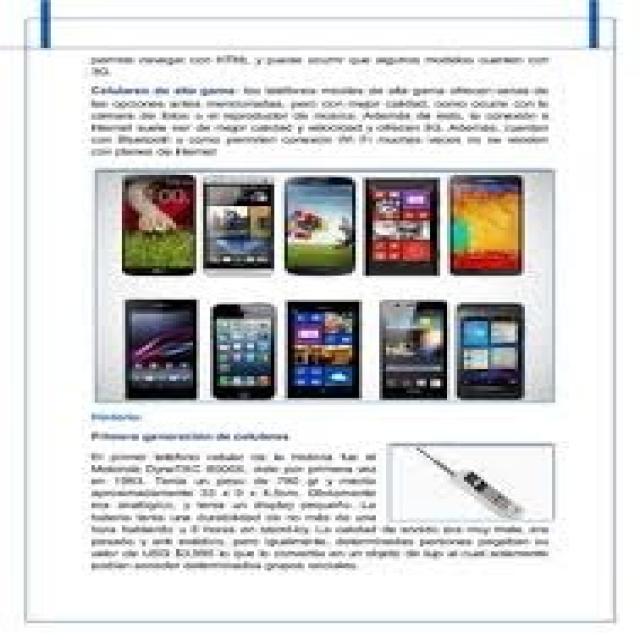 permite navegar con HTML, y puede ocurrir que algunos modelos cuenten con
3G.
Celulares de alta gama: los teléfonos móviles de alta gama ofrecen varias de
las opciones antes mencionadas, pero con mejor calidad, como ocurre con la
cámara de fotos o el reproductor de música. Además de esto, la conexión a
Internet suele ser de mejor calidad y velocidad y ofrecen 3G. Además, cuentan
con Bluetooth y como permiten conexión Wi Fi muchas veces no se venden
con planes de Internet
Historia:
Primera generación de celulares
El primer teléfono celular de la historia fue el
Motorola DynaTAC 8000X, éste por primera vez
en 1983. Tenía un peso de 780 gr y medía
aproximadamente 33 x 9 x 4.5cm. Obviamente
era analógico, y tenía un display pequeño. La
batería tenía una durabilidad de no más de una
hora hablando u 8 horas en stand-by. La calidad de sonido era muy mala, era
pesado y anti estético, pero igualmente, determinadas personas pagaban su
valor de USD $3,995 lo que lo convertía en un objeto de lujo al cual solamente
podían acceder determinados grupos sociales.